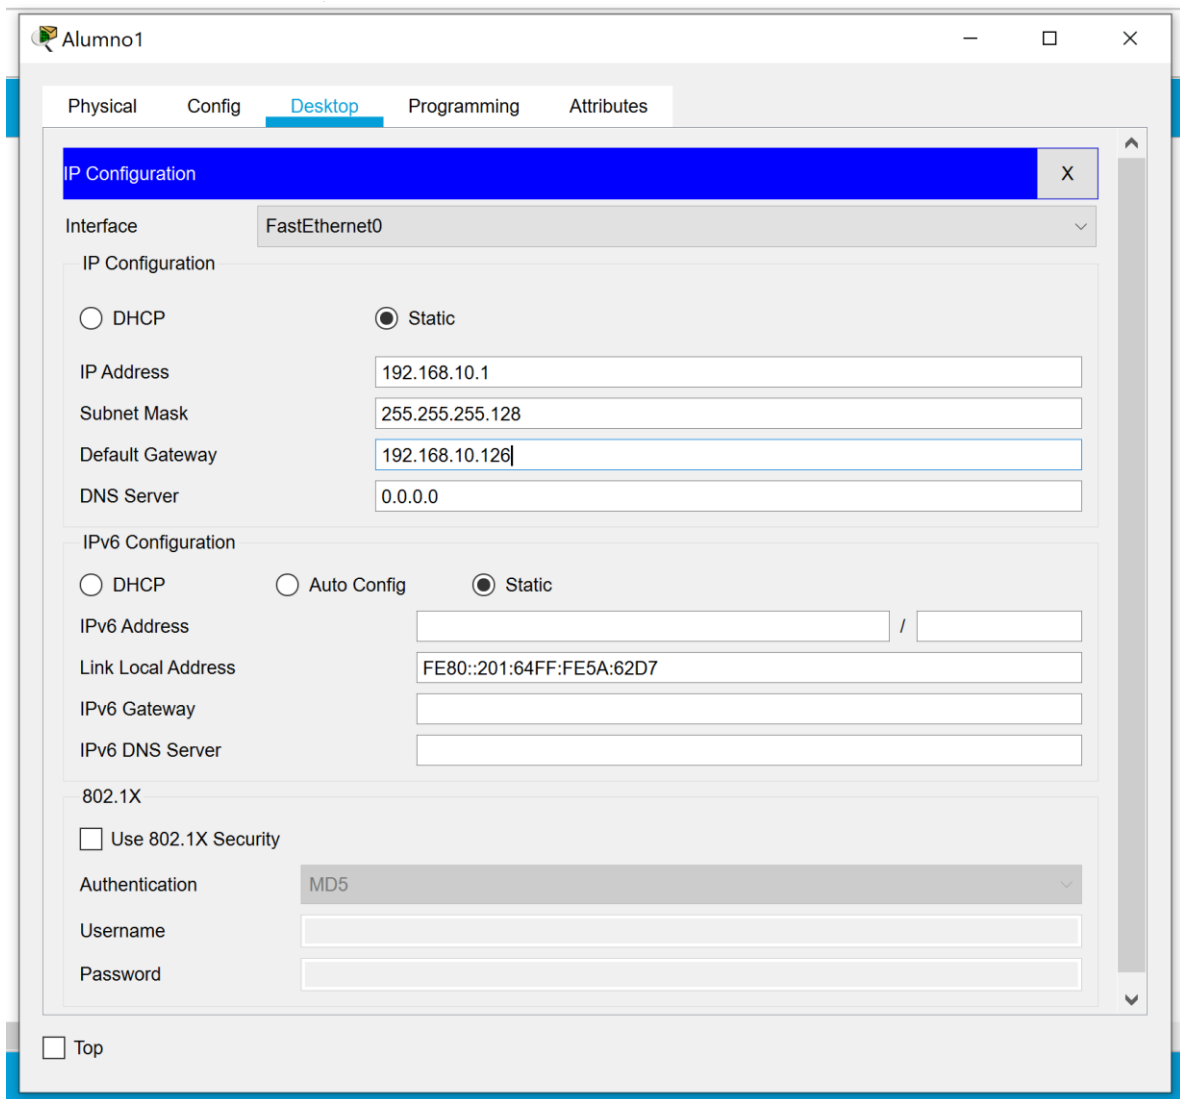 Alumno1
Physical Config Desktop Programming Attributes
IP Configuration X
Interface FastEthernet0
IP Configuration
DHCP Static
IP Address 192.168.10.1
Subnet Mask 255.255.255.128
Default Gateway 192.168.10.126
DNS Server 0.0.0.0
IPv6 Configuration
DHCP Auto Config Static
IPv6 Address /
Link Local Address FE80::201:64FF:FE5A:62D7
IPv6 Gateway
IPv6 DNS Server
802.1X
Use 802.1X Security
Authentication MD5
Username
Password
Top